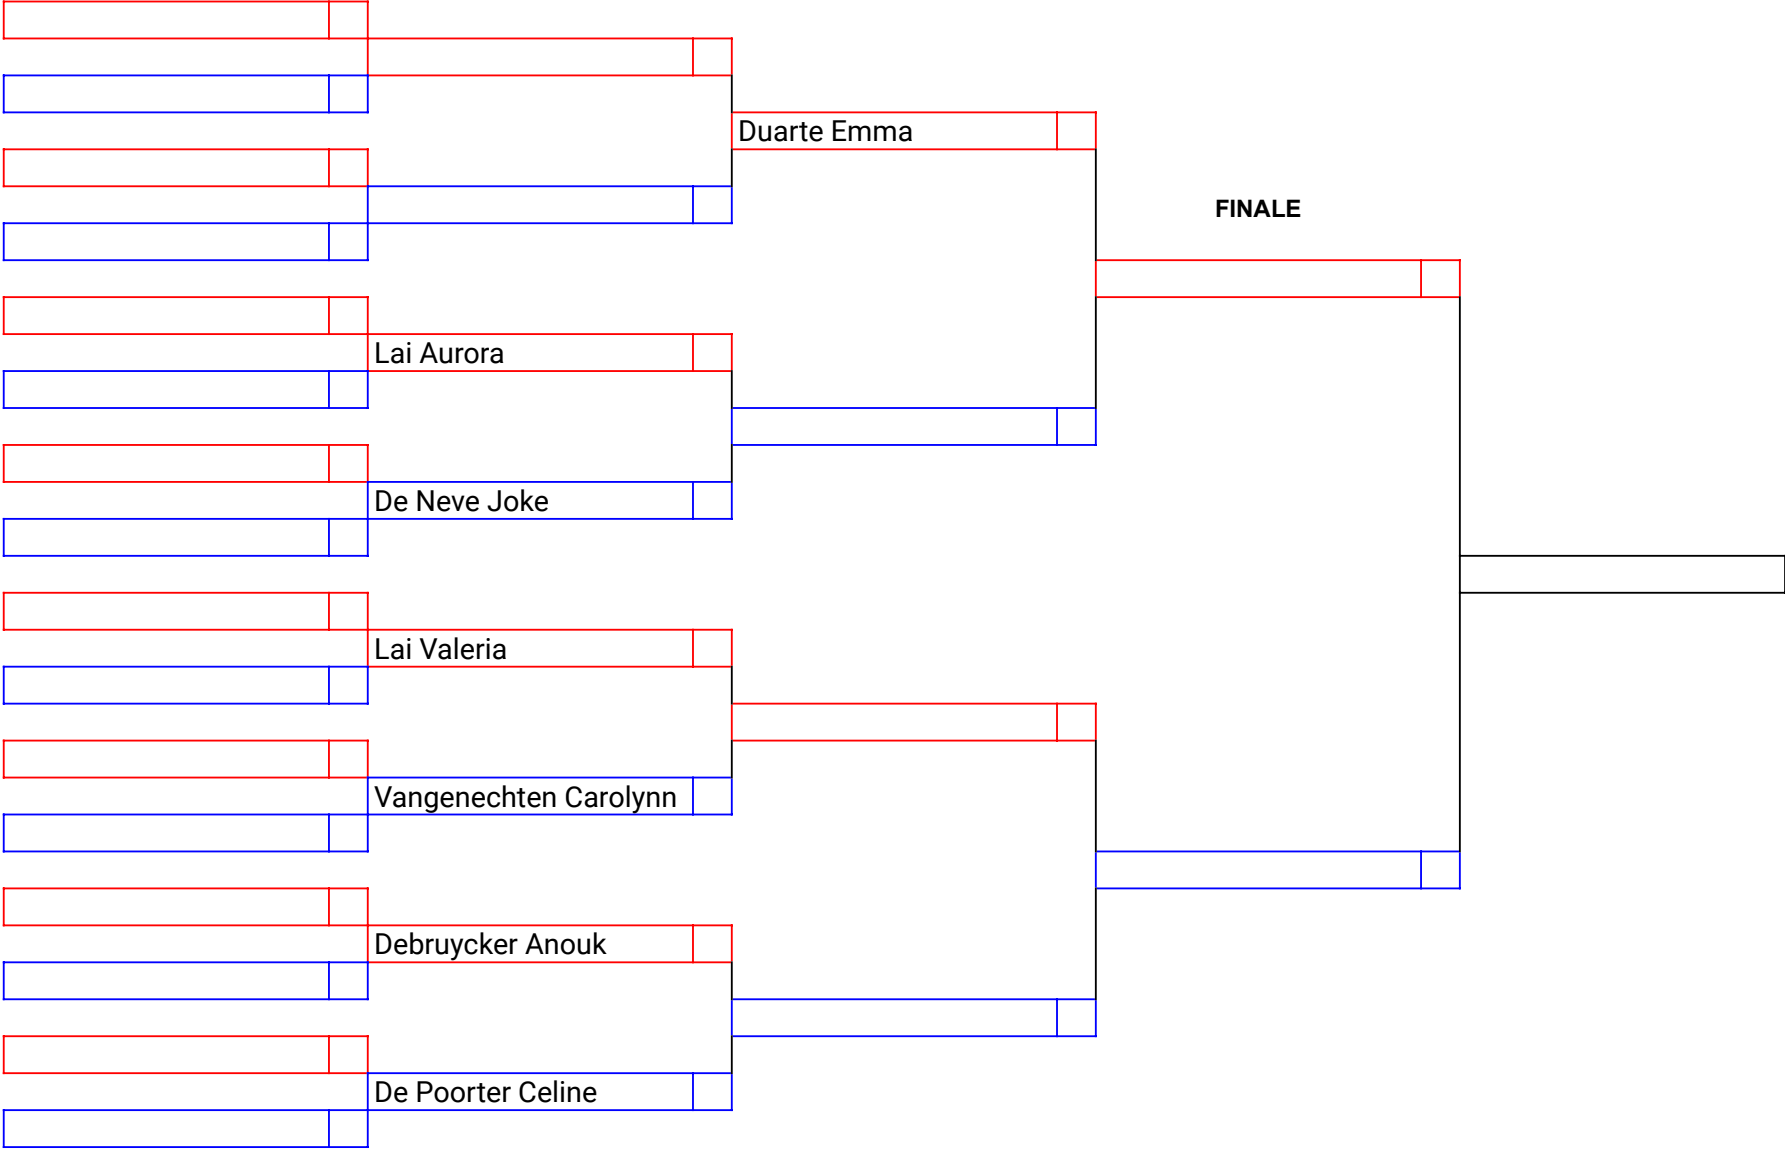 Duarte Emma
FINALE
Lai Aurora
De Neve Joke
Lai Valeria
Vangenechten Carolynn
Debruycker Anouk
De Poorter Celine